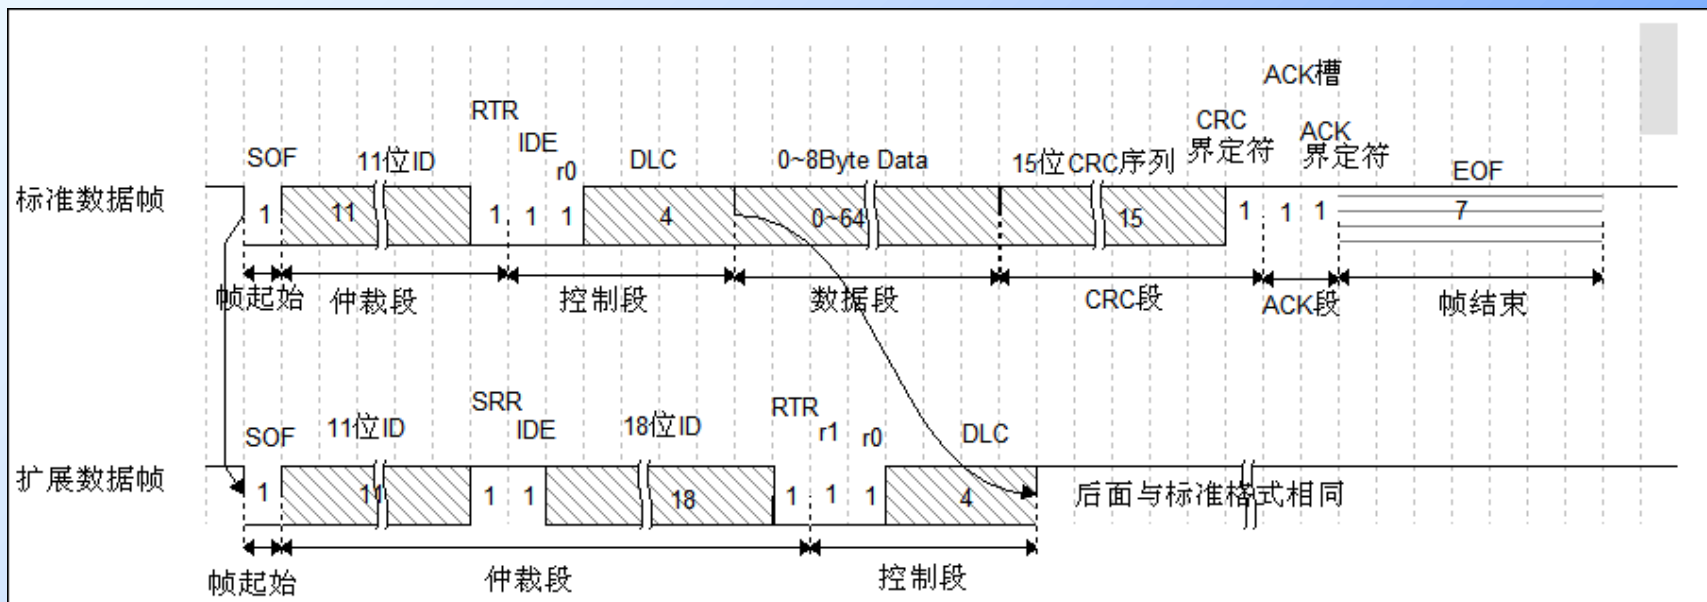 ACK槽
RTR
CRC
界定符
ACK
界定符
IDE
SOF
11位ID
r0
DLC
0~8Byte Data
15位CRC序列
EOF
标准数据帧
1
11
1
1
1
4
0~64
15
1
1
1
7
帧起始
仲裁段
控制段
数据段
CRC段
ACK段
帧结束
SRR
RTR
SOF
11位ID
IDE
18位ID
r1
r0
DLC
扩展数据帧
1
11
1
1
18
1
1
1
4
后面与标准格式相同
帧起始
仲裁段
控制段